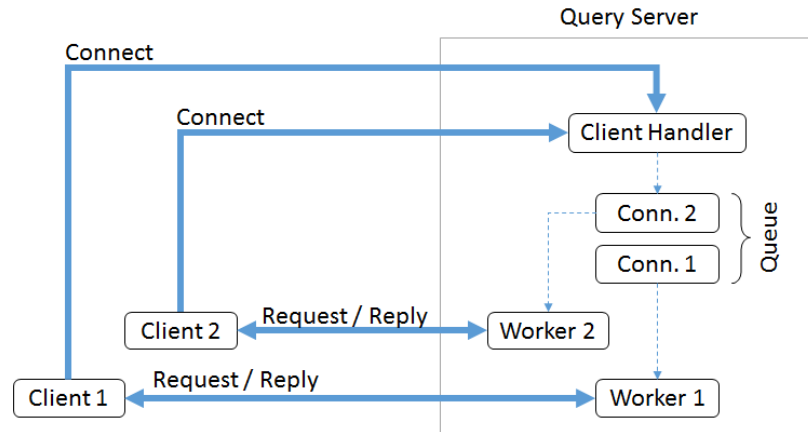 Query Server
Connect
Connect
Client Handler
Conn. 2
Queue
Conn. 1
Request / Reply
Client 2
Worker 2
Request / Reply
Client 1
Worker 1